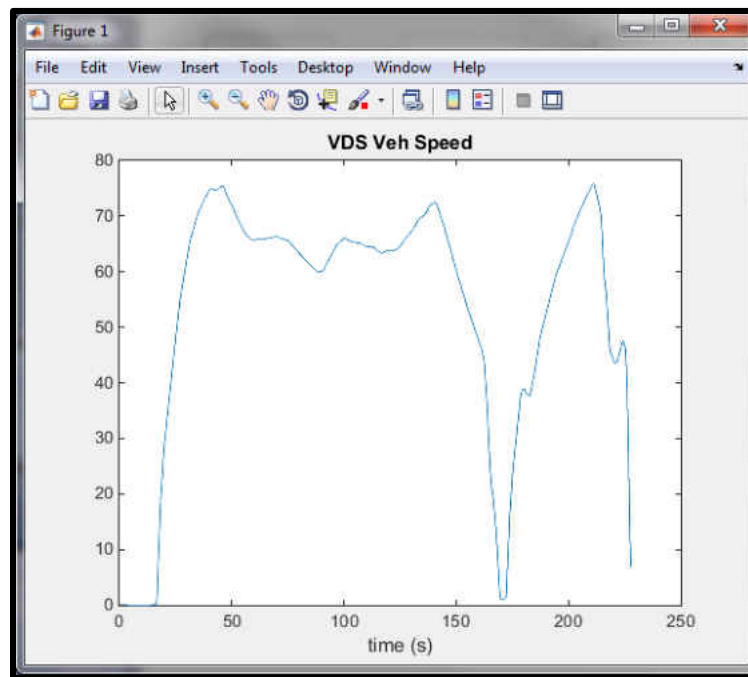 Figure 1
File Edit View Insert Tools Desktop Window Help
VDS Veh Speed
80
70
60
50
40
30
20
10
0
0 50 100 150 200 250
time (s)